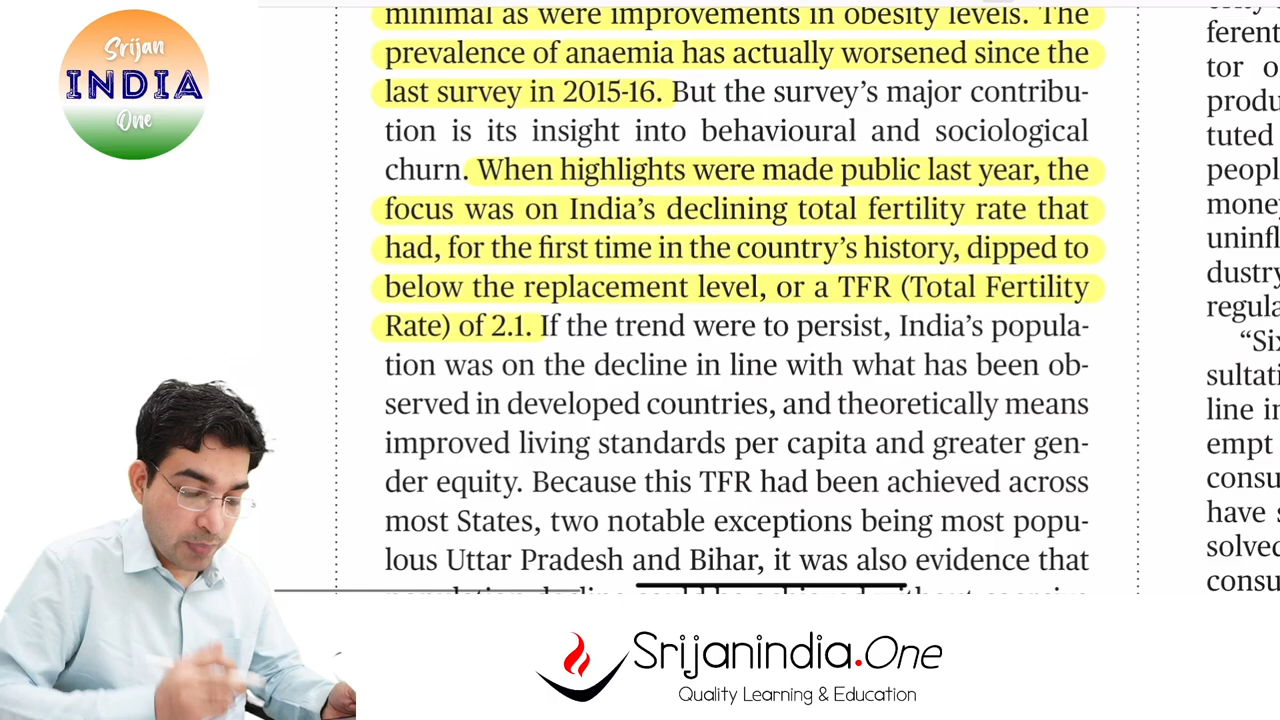 Srijan
INDIA
One
minimal as were improvements in obesity levels. The
prevalence of anaemia has actually worsened since the
last survey in 2015-16. But the survey's major contribu-
tion is its insight into behavioural and sociological
churn. When highlights were made public last year, the
focus was on India's declining total fertility rate that
had, for the first time in the country's history, dipped to
below the replacement level, or a TFR (Total Fertility
Rate) of 2.1. If the trend were to persist, India's popula-
tion was on the decline in line with what has been ob-
served in developed countries, and theoretically means
improved living standards per capita and greater gen-
der equity. Because this TFR had been achieved across
most States, two notable exceptions being most popu-
lous Uttar Pradesh and Bihar, it was also evidence that
ferent
tor o
produ
tuted
peopl
money
uninfl
dustry
regula
“Six
sultati
line in
empt
consu
have s
solved
consu
Srijanindia.One
Quality Learning & Education